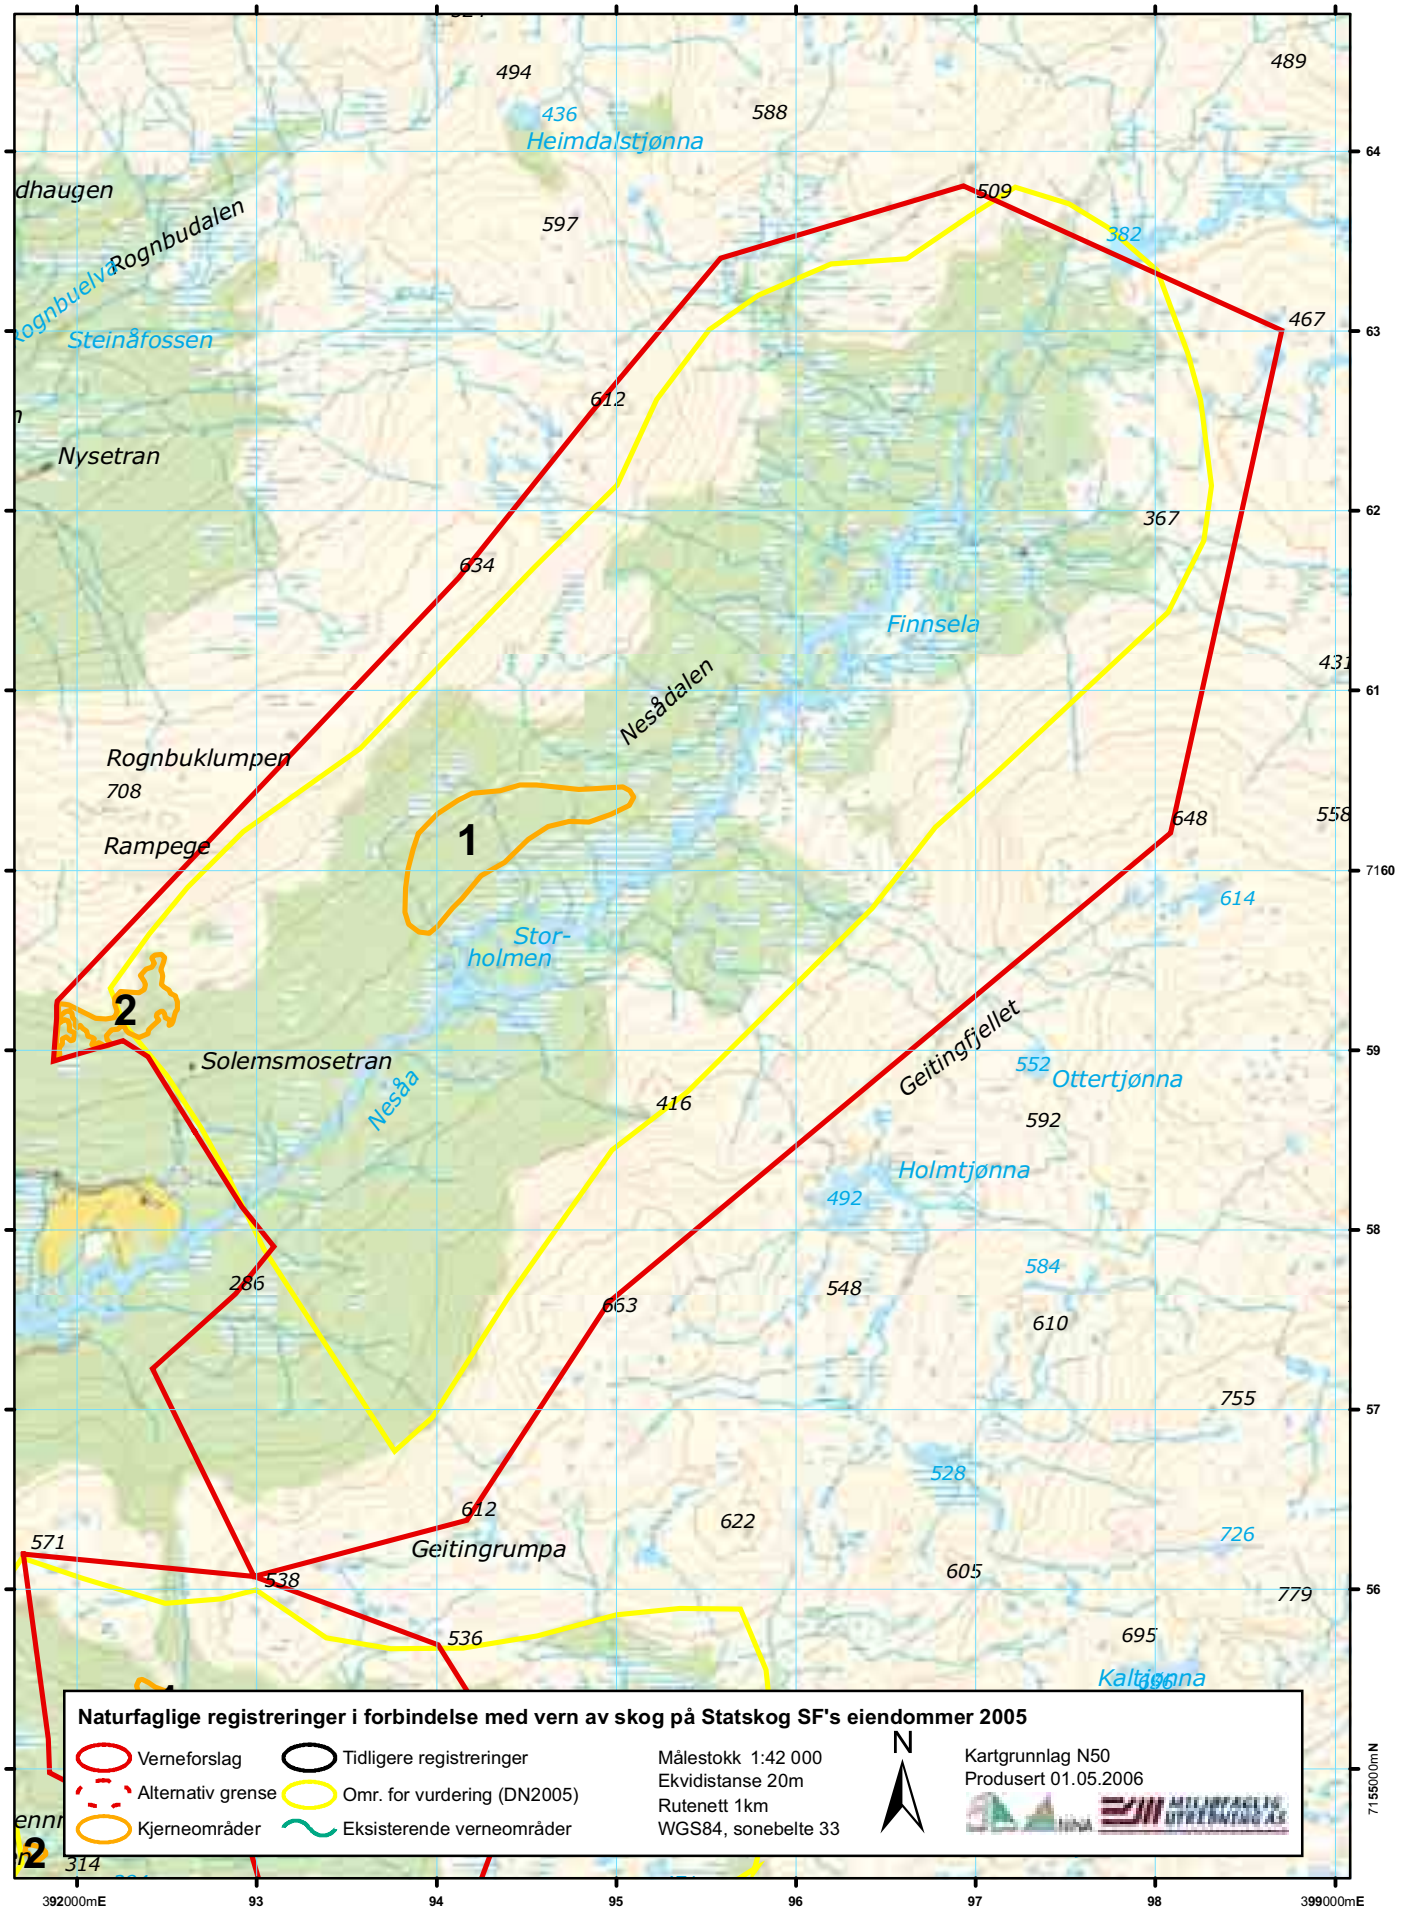 494
489
436
588
Heimdalstjønna
64
dhaugen
509
Rognbudalen
597
382
Rognbuelva
467
Steinåfossen
63
612
Nysetran
62
367
634
Finnsela
431
61
Nesådalen
Rognbuklumpen
708
648
558
1
Rampege
7160
614
Stor-
holmen
2
Geitingfjellet
59
Solemsmosetran
552
Ottertjønna
Nesåa
416
592
Holmtjønna
492
58
584
286
548
663
610
755
57
528
612
622
726
571
Geitingrumpa
605
538
56
779
536
695
Kaltjønna
696
Naturfaglige registreringer i forbindelse med vern av skog på Statskog SF's eiendommer 2005
Verneforslag
Tidligere registreringer
Alternativ grense
Omr. for vurdering (DN2005)
Kjerneområder
Eksisterende verneområder
Målestokk 1:42 000
Ekvidistanse 20m
Rutenett 1km
WGS84, sonebelte 33
N
Kartgrunnlag N50
Produsert 01.05.2006
NINA
MILJØFAGLIG
UTREDNING AS
7155000mN
2
314
392000mE
93
94
95
96
97
98
399000mE